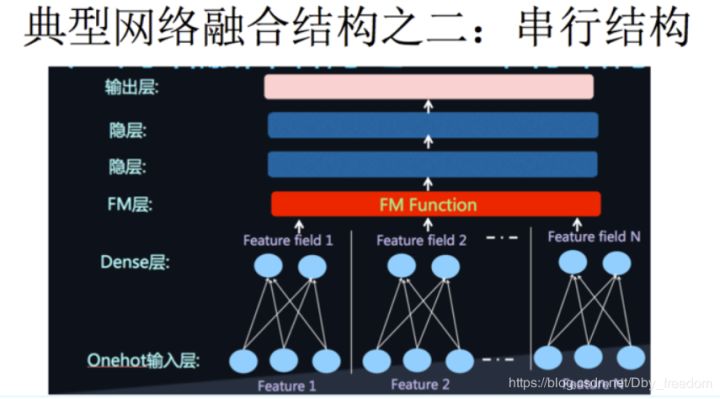 典型网络融合结构之二：串行结构
输出层:
隐层:
隐层:
FM层:
FM Function
Feature field 1
Feature field 2
Feature field N
Dense层:
Onehot输入层:
Feature 1
Feature 2
Feature N
https://blog.csdn.net/Dby_freedom